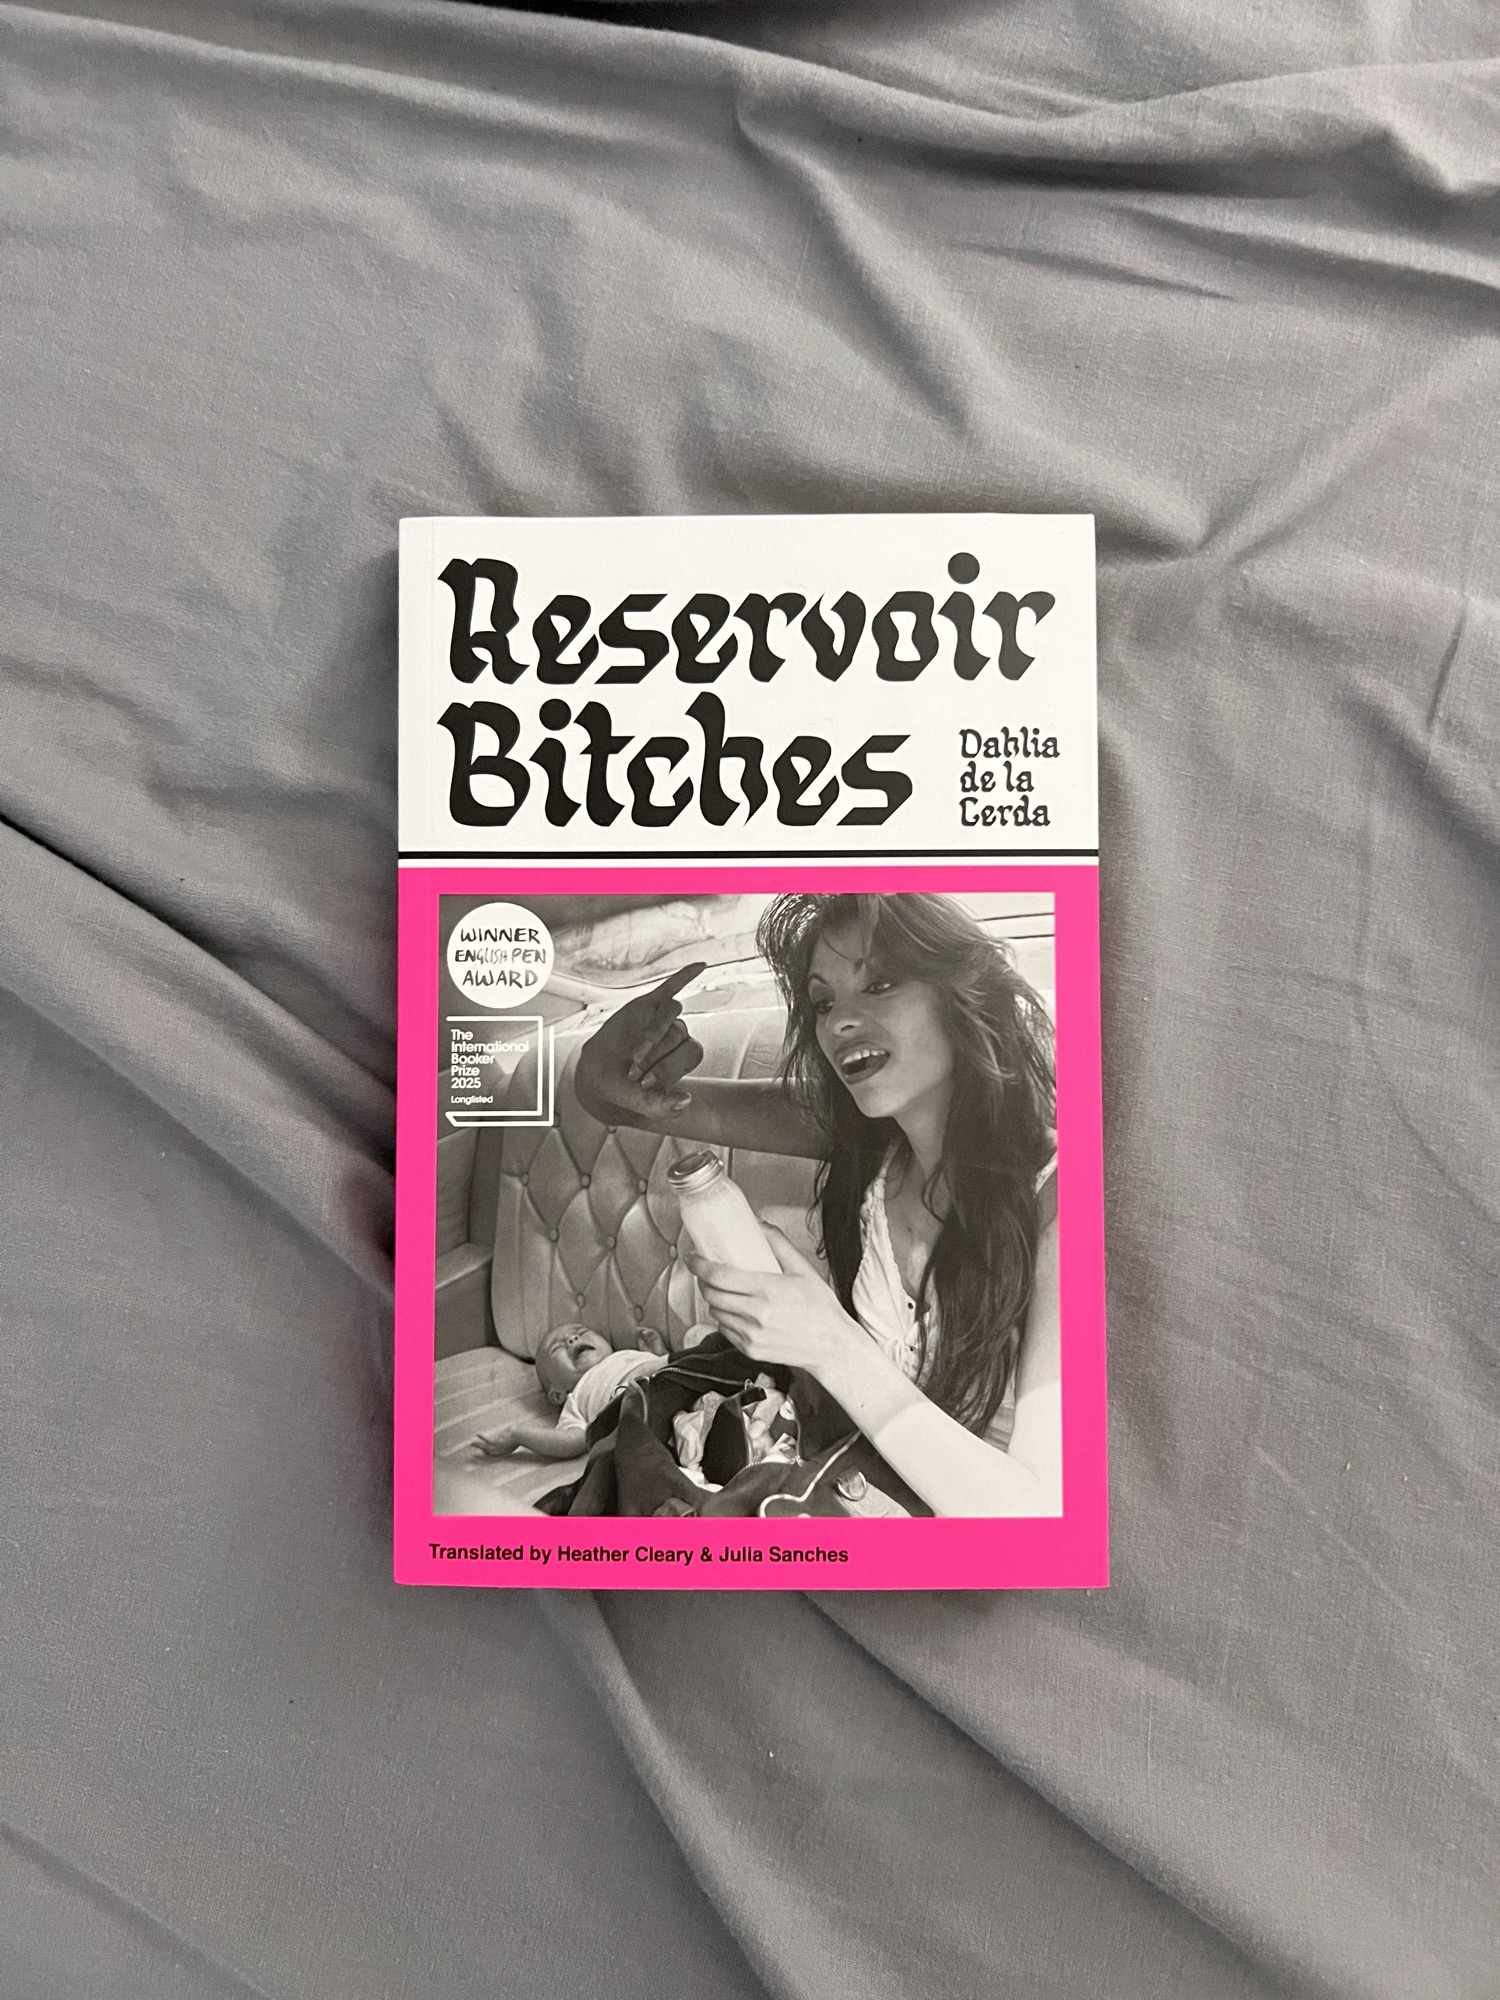 Reservoir
Bitches
Dahlia
de la
Cerda
WINNER
ENGLISH PEN
AWARD
The
International
Booker
Prize
2025
Longlisted
Translated by Heather Cleary & Julia Sanches